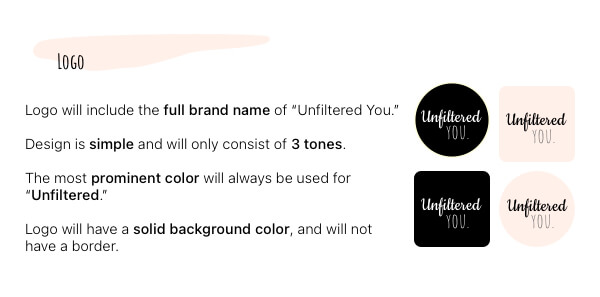 Logo
Logo will include the full brand name of “Unfiltered You.”
Design is simple and will only consist of 3 tones.
The most prominent color will always be used for
“Unfiltered.”
Logo will have a solid background color, and will not
have a border.
Unfiltered
YOU.
Unfiltered
YOU.
Unfiltered
YOU.
Unfiltered
YOU.